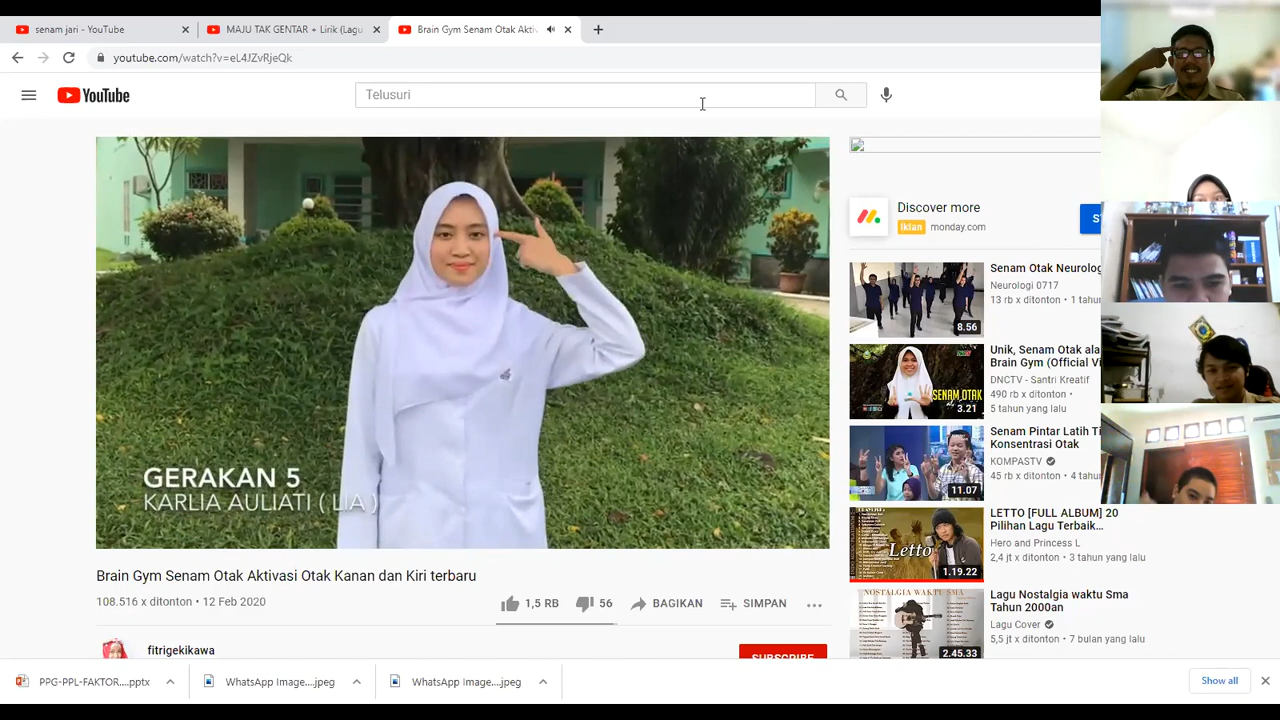 senam jari - YouTube
MAJU TAK GENTAR + Lirik (Lagu
Brain Gym Senam Otak Aktiv
youtube.com/watch?v=eL4JZvRjeQk
YouTube
Telusuri
GERAKAN 5
KARLIA AULIATI ( LIA )
Brain Gym Senam Otak Aktivasi Otak Kanan dan Kiri Terbaru
108.516 x ditonton • 12 Feb 2020
1,5 RB
56
BAGIKAN
SIMPAN
fitrigekikawa
SUBSCRIBE
Discover more
Iklan
monday.com
Senam Otak Neurolog
Neurologi 0717
13 rb x ditonton • 1 tahu
8.56
Unik, Senam Otak ala
Brain Gym (Official Vi
DNCTV - Santri Kreatif
490 rb x ditonton •
5 tahun yang lalu
SENAM OTAK
3.21
Senam Pintar Latih Ti
Konsentrasi Otak
KOMPASTV
45 rb x ditonton • 4 tahu
11.07
LETTO [FULL ALBUM] 20
Pilihan Lagu Terbaik...
Hero and Princess L
2,4 jt x ditonton • 3 tahun yang lalu
Letto
1.19.22
Lagu Nostalgia waktu Sma
Tahun 2000an
Lagu Cover
5,5 jt x ditonton • 7 bulan yang lalu
NOSTALGIA WAKTU SMA
2.45.33
PPG-PPL-FAKTOR....pptx
WhatsApp Image....jpeg
WhatsApp Image....jpeg
Show all